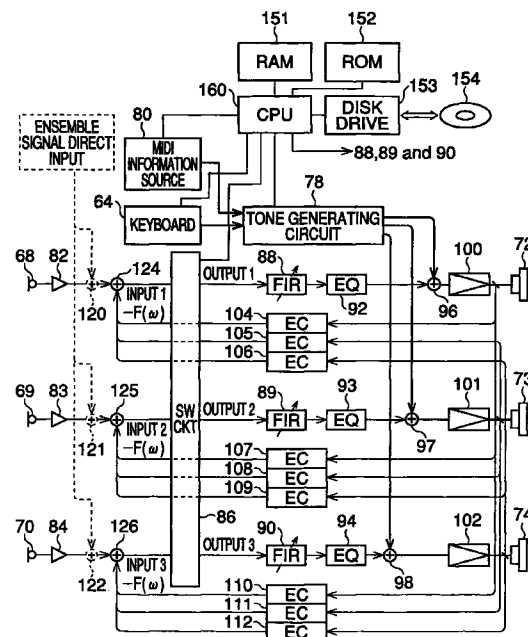 151
152
RAM
ROM
153
154
160
CPU
DISK DRIVE
80
ENSEMBLE SIGNAL DIRECT INPUT
MIDI INFORMATION SOURCE
88,89 and 90
64
78
KEYBOARD
TONE GENERATING CIRCUIT
72
68
82
124
OUTPUT 1
88
100
FIR
EQ
92
96
INPUT 1
120
-F(ω)
104
EC
105
EC
106
EC
69
83
125
OUTPUT 2
89
93
101
73
FIR
EQ
97
INPUT 2
SW CKT
121
-F(ω)
107
EC
108
EC
109
EC
70
84
126
86
OUTPUT 3
90
94
102
74
FIR
EQ
98
INPUT 3
122
-F(ω)
110
EC
111
EC
112
EC